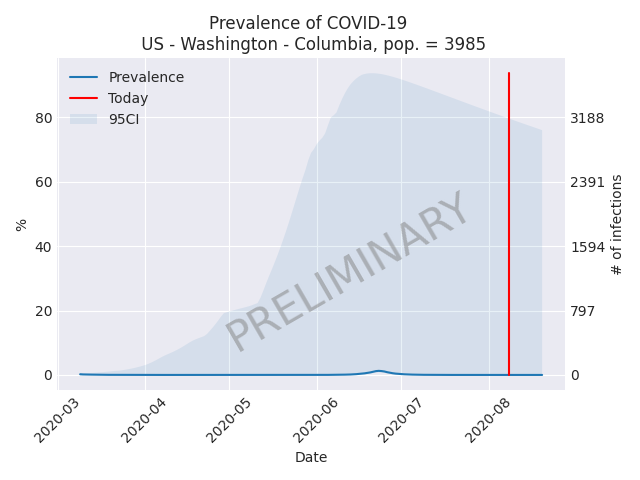 Prevalence of COVID-19
US - Washington - Columbia, pop. = 3985
Prevalence
Today
95CI
%
80
60
40
20
0
3188
2391
1594
797
0
# of infections
PRELIMINARY
2020-03
2020-04
2020-05
2020-06
2020-07
2020-08
Date